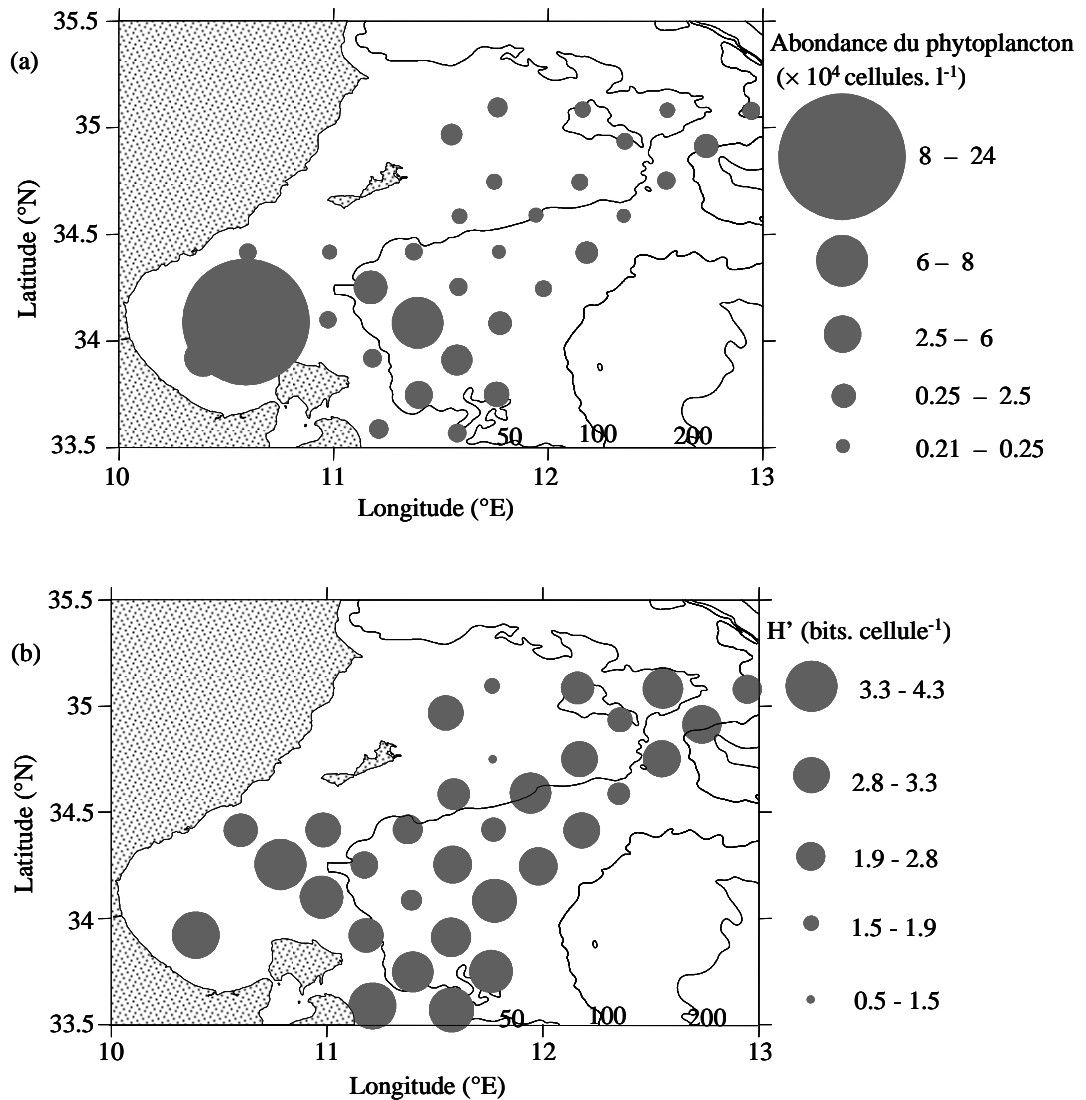 (a)
35.5
35
34.5
34
33.5
Latitude (°N)
10
11
12
13
Longitude (°E)
50
100
200
Abondance du phytoplancton
(× 10⁴ cellules. l⁻¹)
8 – 24
6 – 8
2.5 – 6
0.25 – 2.5
0.21 – 0.25
(b)
35.5
35
34.5
34
33.5
Latitude (°N)
10
11
12
13
Longitude (°E)
50
100
200
H’ (bits. cellule⁻¹)
3.3 - 4.3
2.8 - 3.3
1.9 - 2.8
1.5 - 1.9
0.5 - 1.5